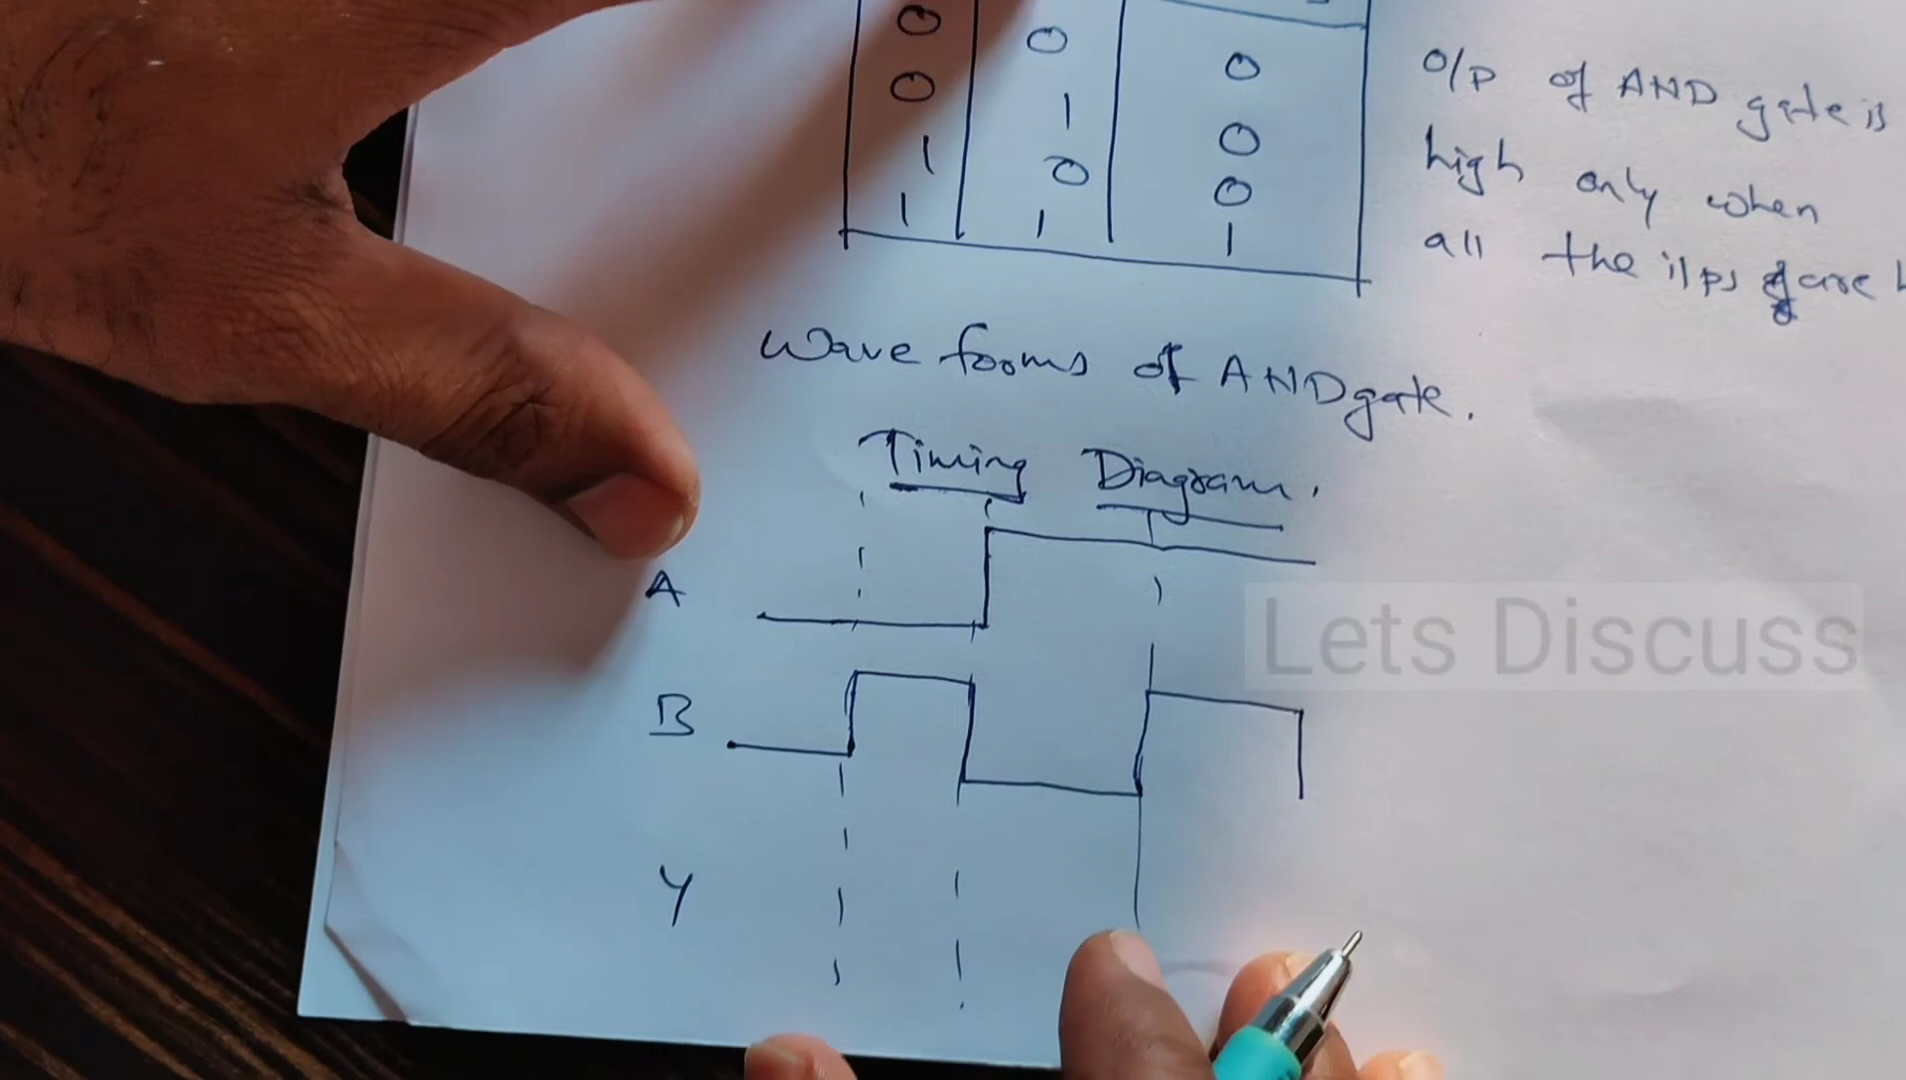 0 0 0
0 1 0
1 0 0
1 1 1
O/P of AND gate is
high only when
all the i/ps are
Wave forms of AND gate.
Timing Diagram.
A
Lets Discuss
B
Y